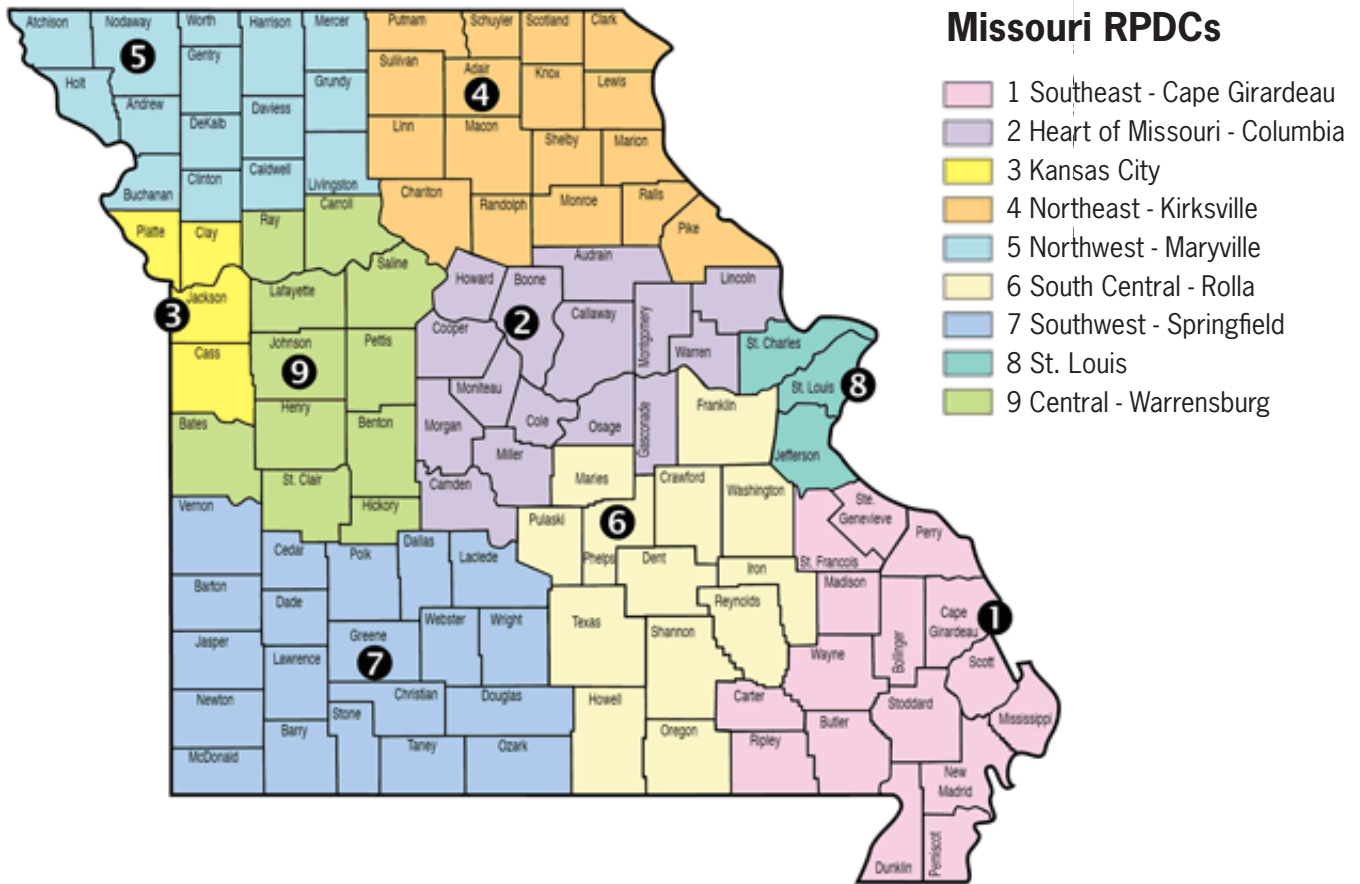 Missouri RPDCs
1 Southeast - Cape Girardeau
2 Heart of Missouri - Columbia
3 Kansas City
4 Northeast - Kirksville
5 Northwest - Maryville
6 South Central - Rolla
7 Southwest - Springfield
8 St. Louis
9 Central - Warrensburg
Atchison
Nodaway
Worth
Harrison
Mercer
Putnam
Schuyler
Scotland
Clark
5
Holt
Gentry
Grundy
Sullivan
Adair
4
Knox
Lewis
Andrew
DeKalb
Daviess
Linn
Macon
Shelby
Marion
Buchanan
Clinton
Caldwell
Livingston
Chariton
Randolph
Monroe
Ralls
Pike
Platte
Clay
Ray
Carroll
Saline
Howard
Boone
Audrain
Lincoln
3
Jackson
Lafayette
Cooper
2
Callaway
Montgomery
Warren
St. Charles
St. Louis
8
Cass
Johnson
9
Pettis
Moniteau
Cole
Osage
Gasconade
Franklin
Jefferson
Bates
Henry
Benton
Morgan
Miller
Maries
Crawford
Washington
Ste.
Genevieve
Perry
Vernon
St. Clair
Hickory
Camden
Pulaski
6
Phelps
Dent
Iron
St. Francois
Madison
Barton
Cedar
Polk
Dallas
Laclede
Texas
Shannon
Reynolds
Wayne
Bollinger
Cape
Girardeau
1
Scott
Jasper
Dade
Greene
7
Webster
Wright
Newton
Lawrence
Christian
Douglas
Howell
Oregon
Carter
Ripley
Butler
Stoddard
Mississippi
McDonald
Barry
Stone
Taney
Ozark
New
Madrid
Dunklin
Pemiscot